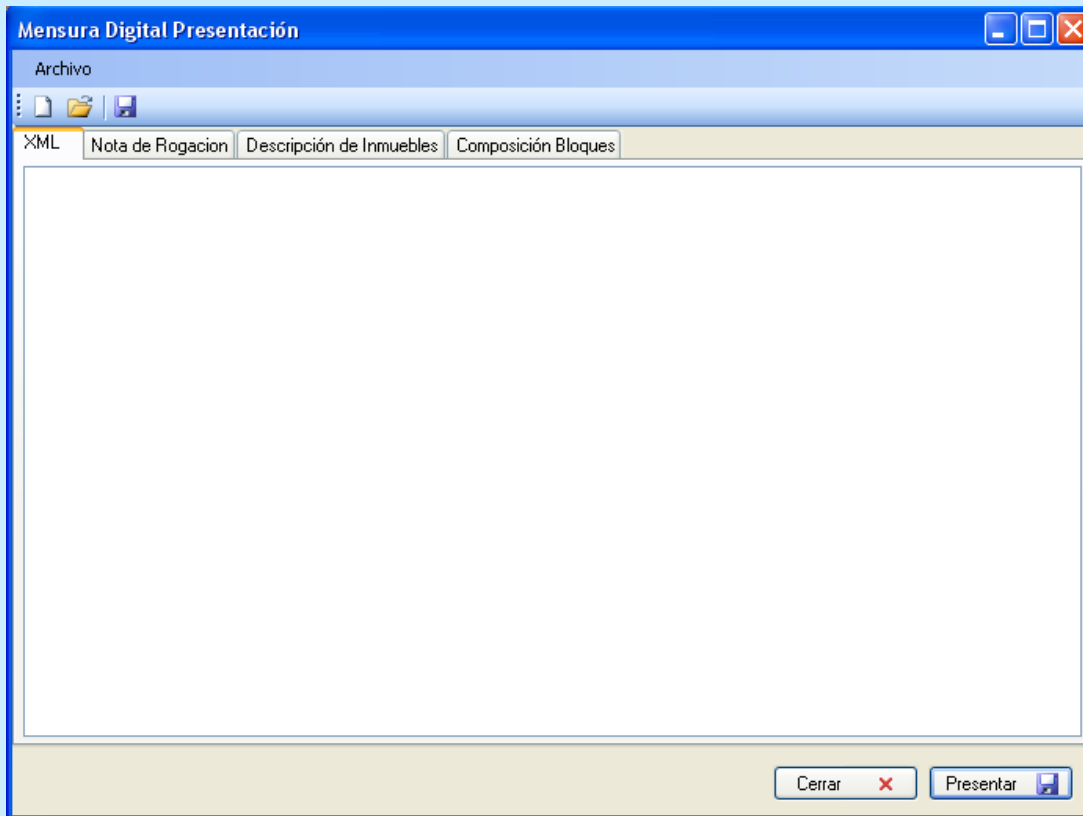 Mensura Digital Presentación
Archivo
XML Nota de Rogacion Descripción de Inmuebles Composición Bloques
Cerrar Presentar